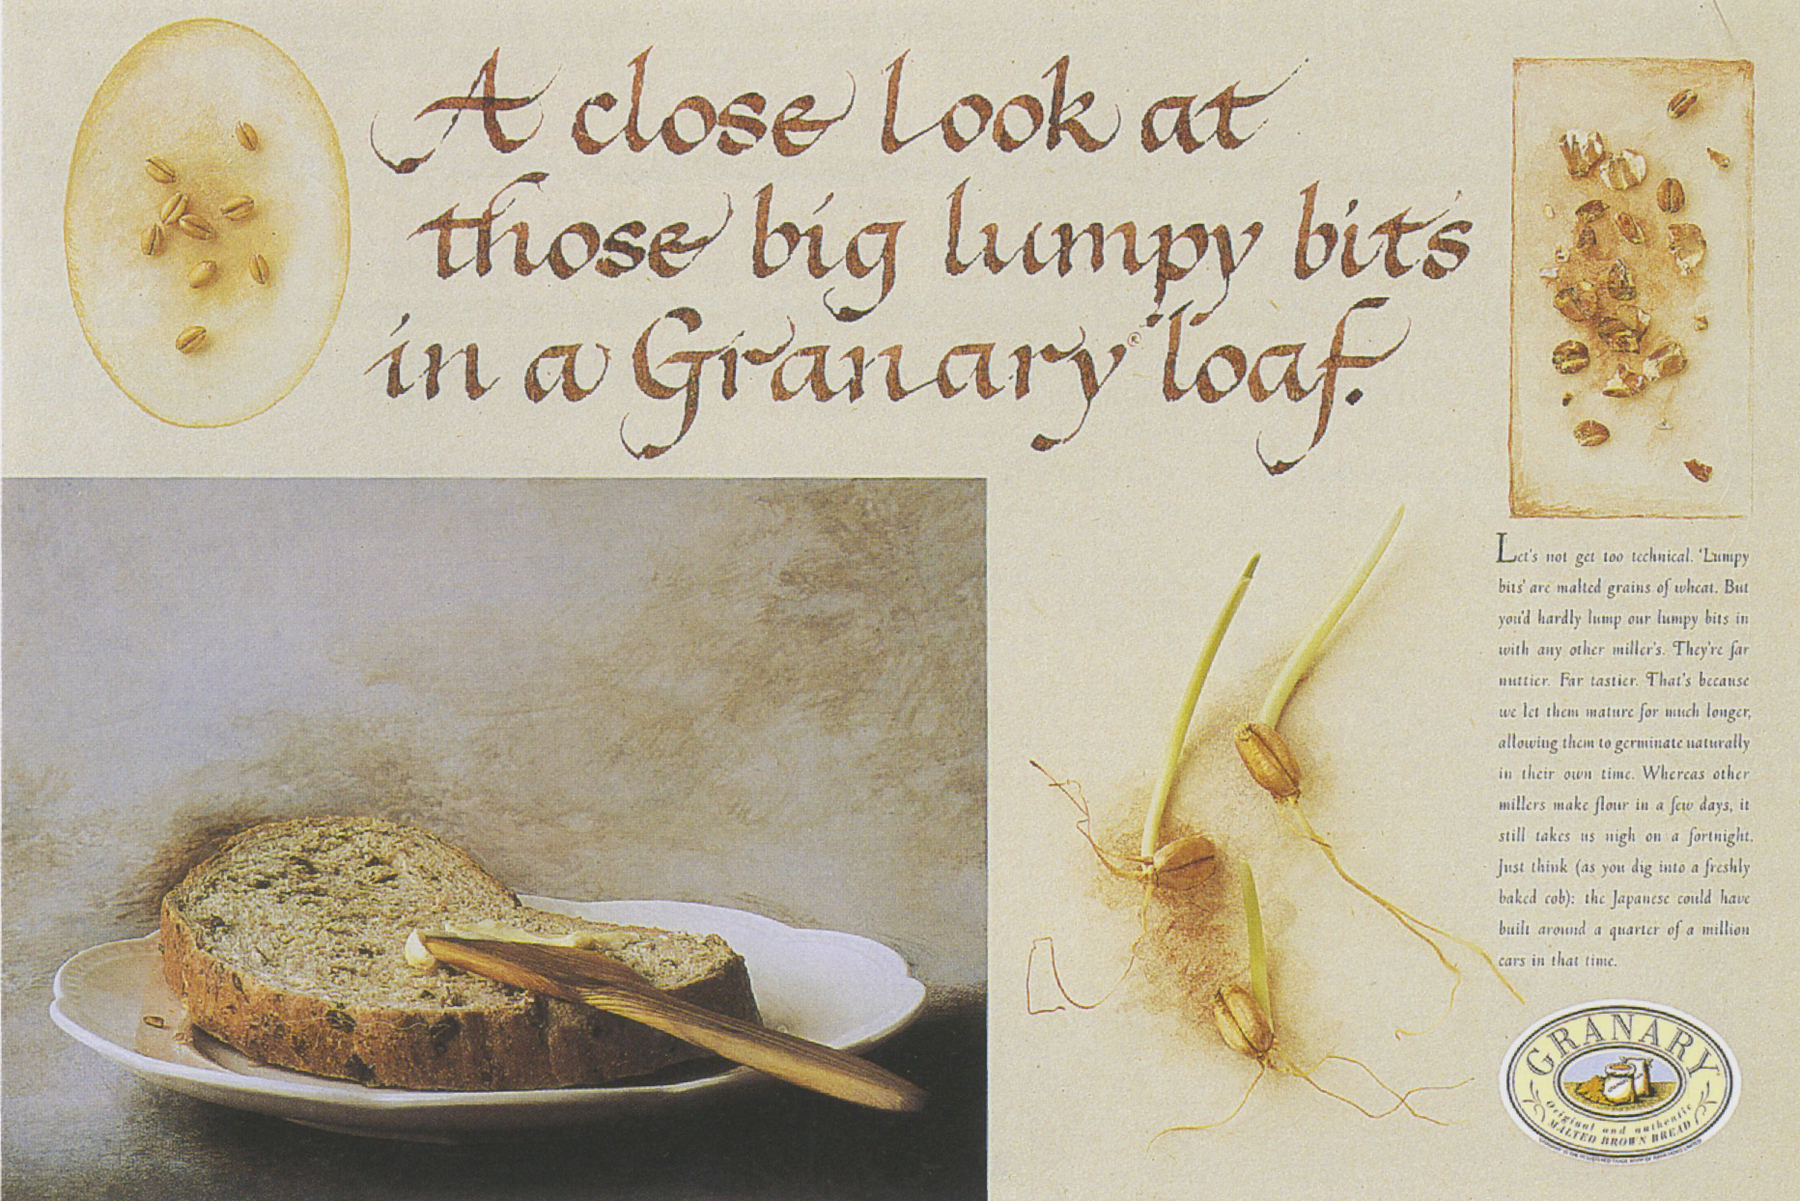 A close look at
those big lumpy bits
in a Granary® loaf.
Let's not get too technical. 'Lumpy
bits' are malted grains of wheat. But
you'd hardly lump our lumpy bits in
with any other miller's. They're far
nuttier. Far tastier. That's because
we let them mature for much longer,
allowing them to germinate naturally
in their own time. Whereas other
millers make flour in a few days, it
still takes us nigh on a fortnight.
Just think (as you dig into a freshly
baked cob): the Japanese could have
built around a quarter of a million
cars in that time.
GRANARY
Original and authentic
MALTED BROWN BREAD